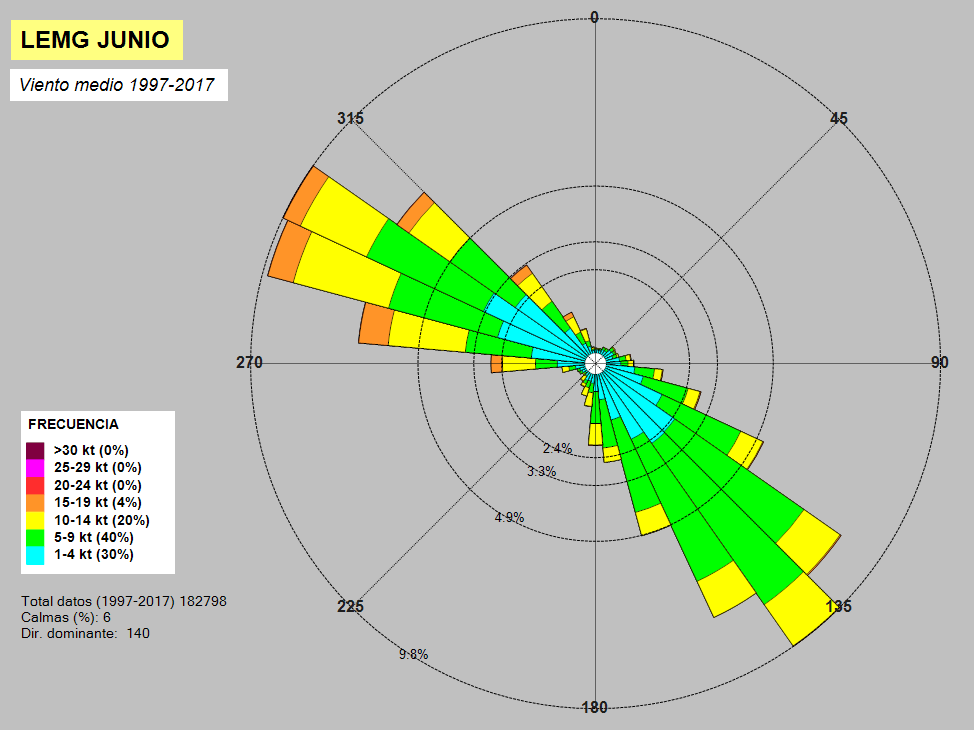 LEMG JUNIO
Viento medio 1997-2017
0
45
90
135
180
225
270
315
2.4%
3.3%
4.9%
9.8%
FRECUENCIA
>30 kt (0%)
25-29 kt (0%)
20-24 kt (0%)
15-19 kt (4%)
10-14 kt (20%)
5-9 kt (40%)
1-4 kt (30%)
Total datos (1997-2017) 182798
Calmas (%): 6
Dir. dominante: 140